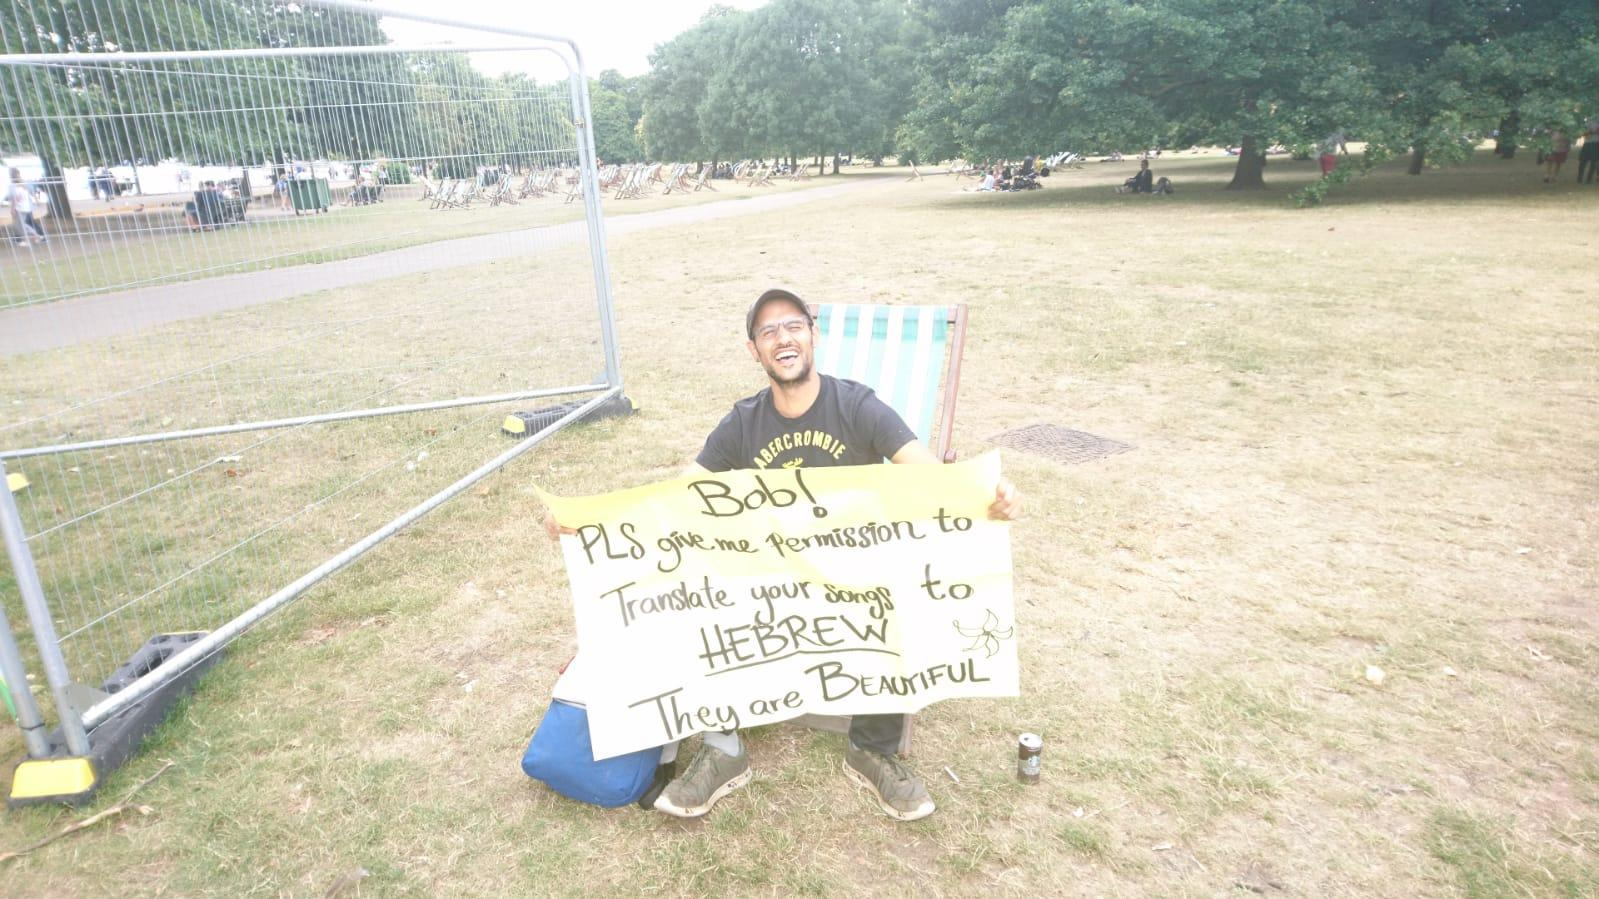 ABERCROMBIE
Bob!
PLS give me Permission to
Translate your songs to
HEBREW
They are BEAUTIFUL